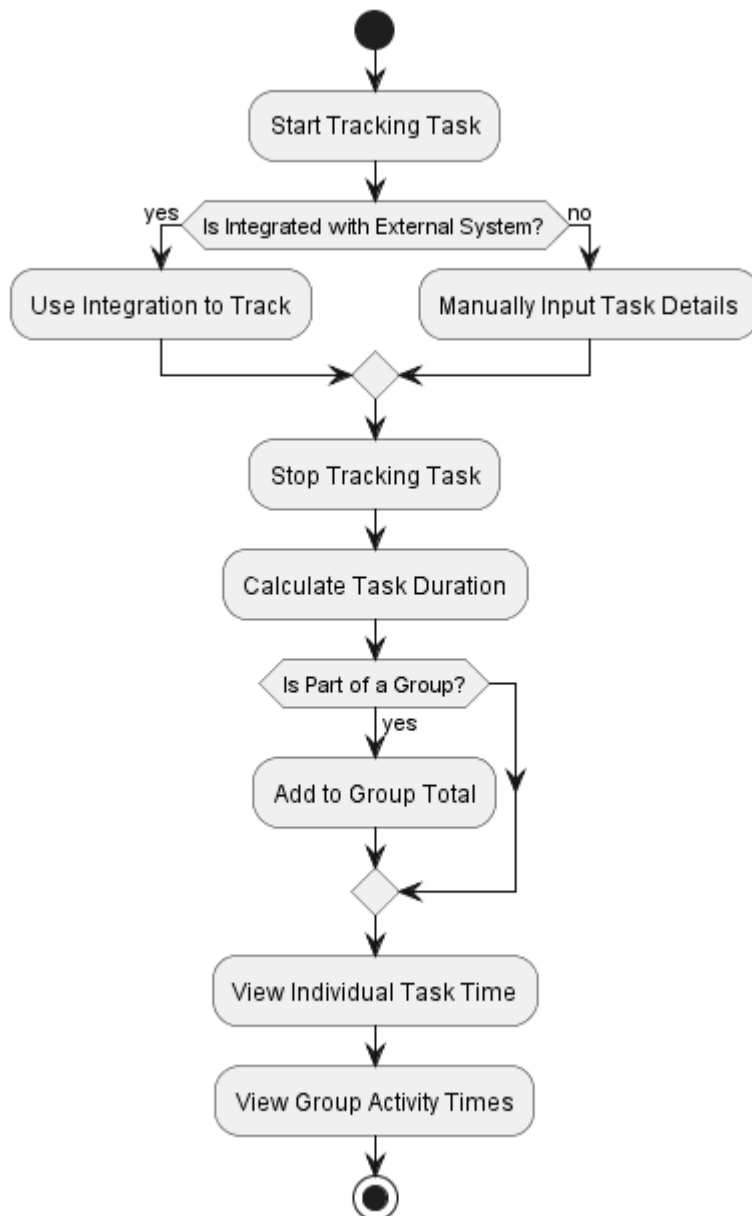 Start Tracking Task
yes
Is Integrated with External System?
no
Use Integration to Track
Manually Input Task Details
Stop Tracking Task
Calculate Task Duration
Is Part of a Group?
yes
Add to Group Total
View Individual Task Time
View Group Activity Times